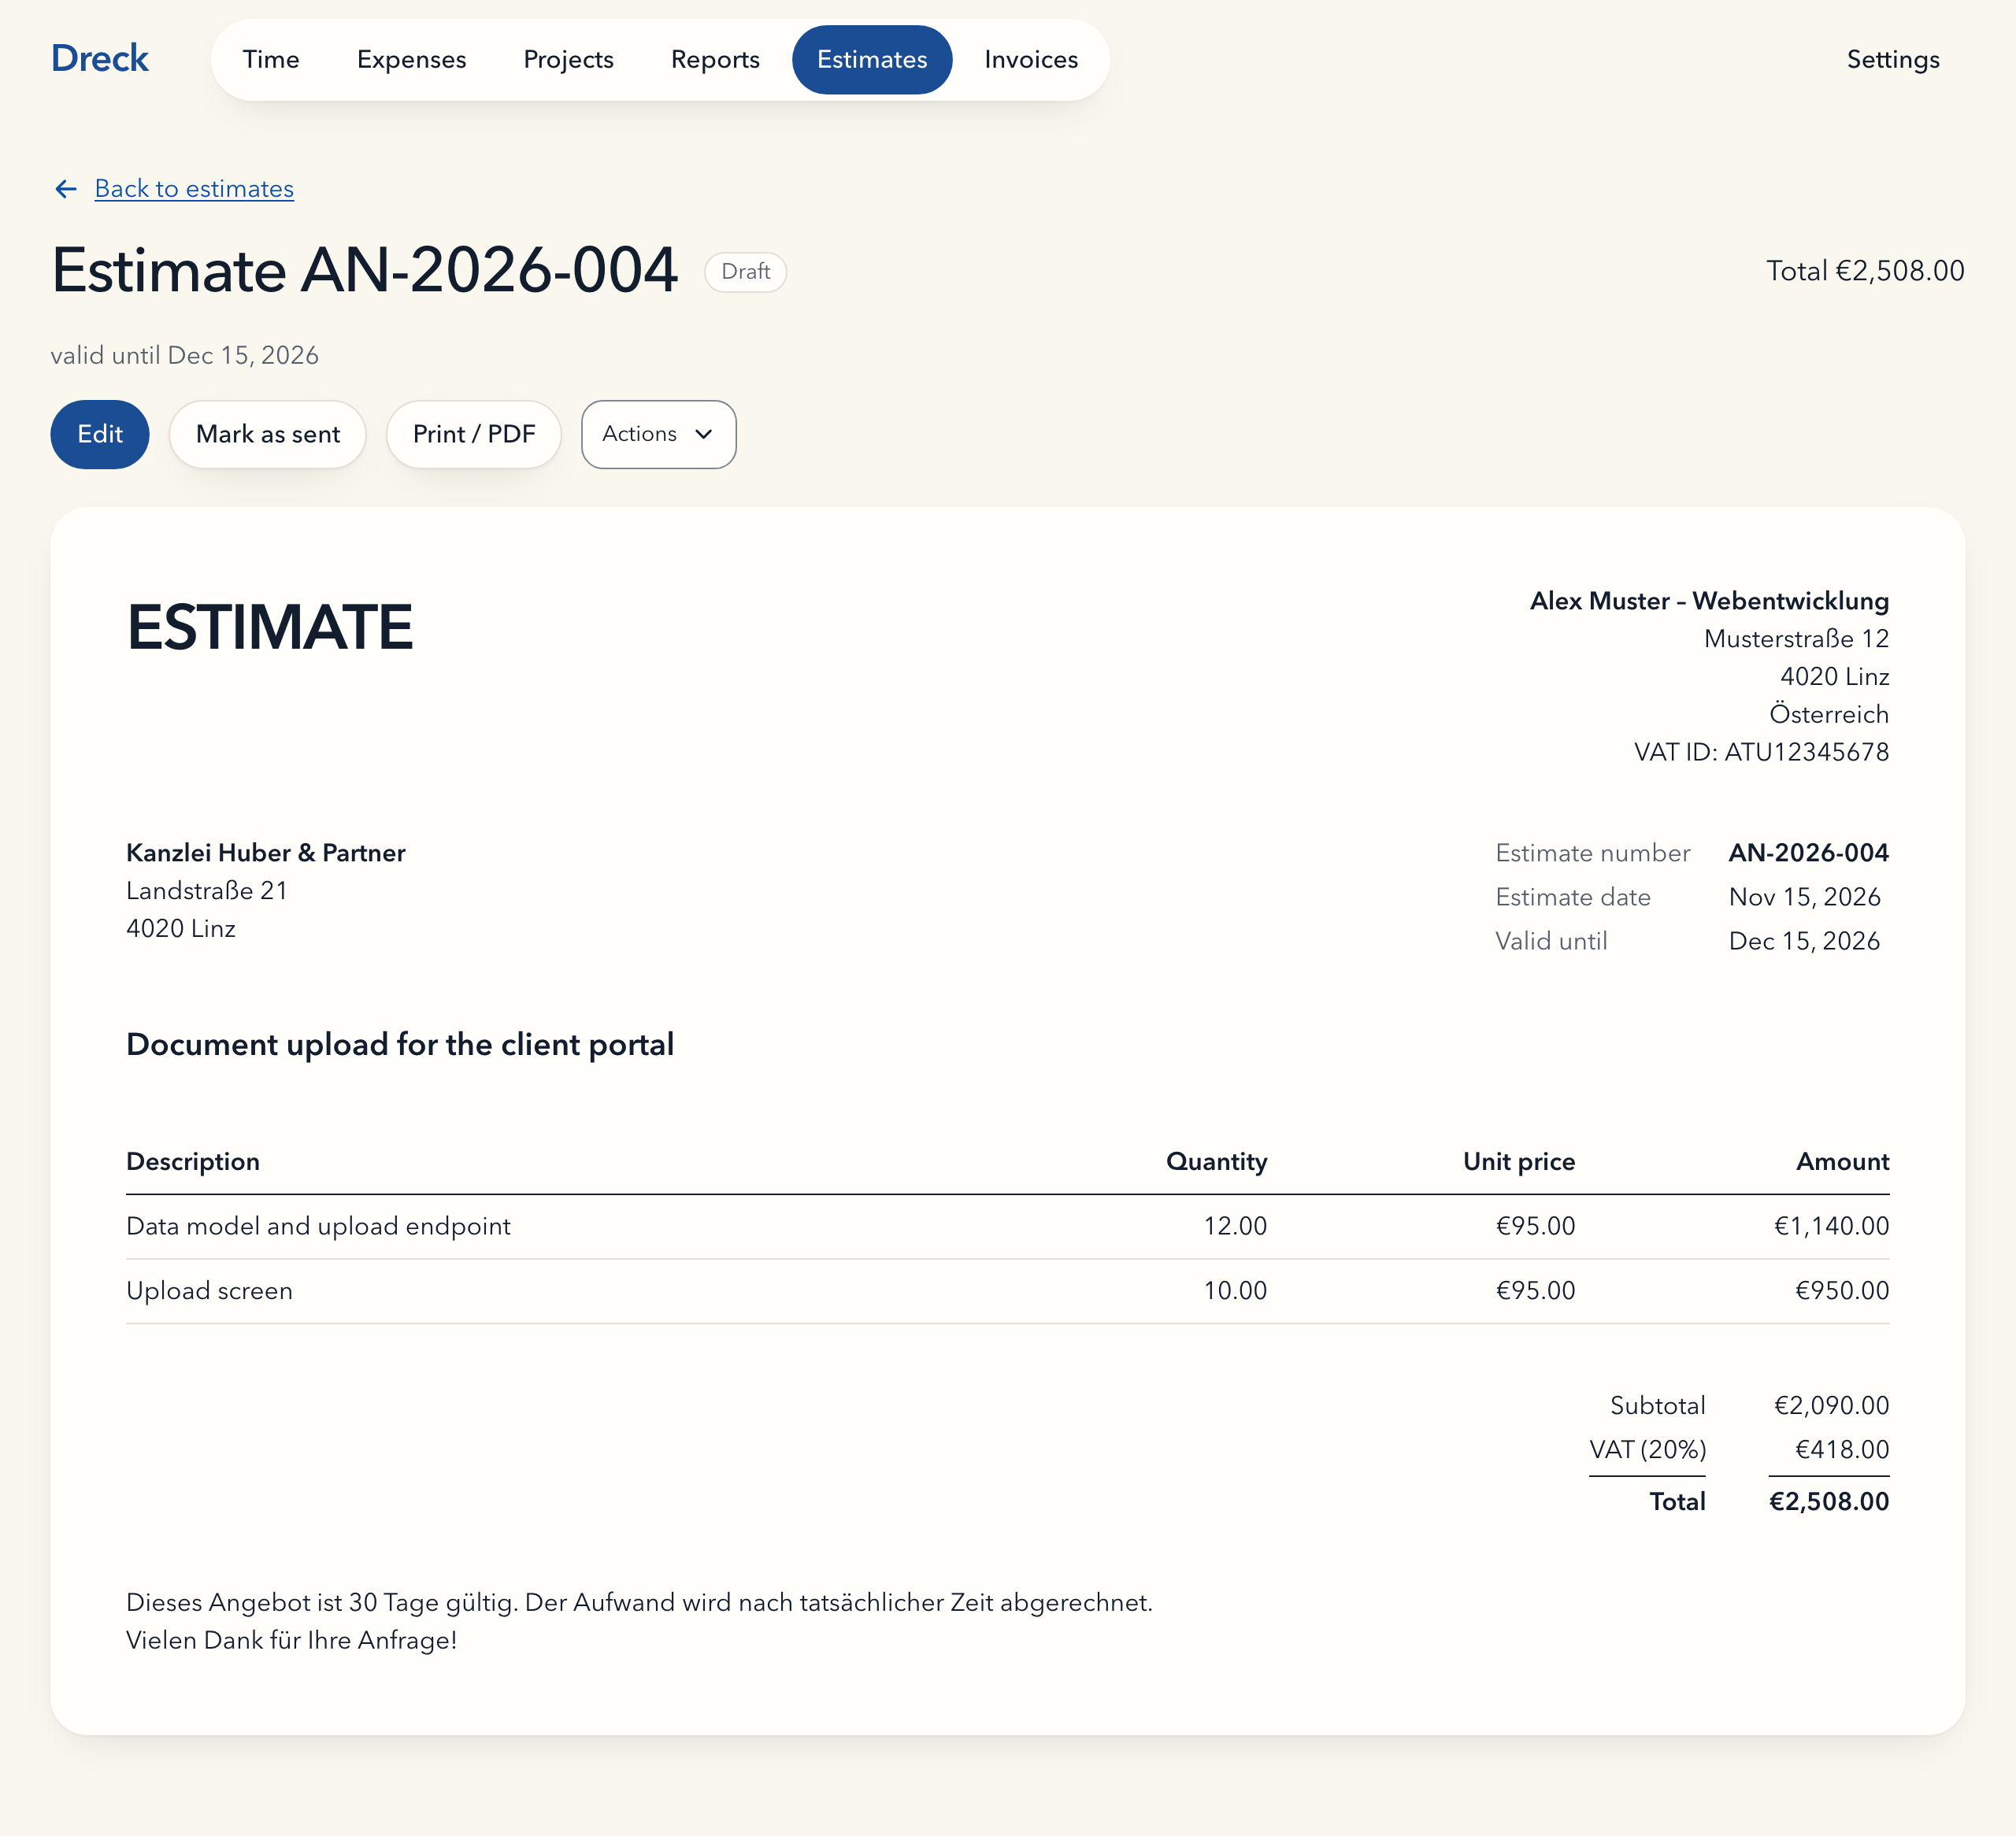 Dreck
Time Expenses Projects Reports Estimates Invoices
Settings
Back to estimates
Estimate AN-2026-004 Draft
Total €2,508.00
valid until Dec 15, 2026
Edit Mark as sent Print / PDF Actions
ESTIMATE
Alex Muster – Webentwicklung
Musterstraße 12
4020 Linz
Österreich
VAT ID: ATU12345678
Kanzlei Huber & Partner
Landstraße 21
4020 Linz
Estimate number AN-2026-004
Estimate date Nov 15, 2026
Valid until Dec 15, 2026
Document upload for the client portal
Description Quantity Unit price Amount
Data model and upload endpoint 12.00 €95.00 €1,140.00
Upload screen 10.00 €95.00 €950.00
Subtotal €2,090.00
VAT (20%) €418.00
Total €2,508.00
Dieses Angebot ist 30 Tage gültig. Der Aufwand wird nach tatsächlicher Zeit abgerechnet.
Vielen Dank für Ihre Anfrage!